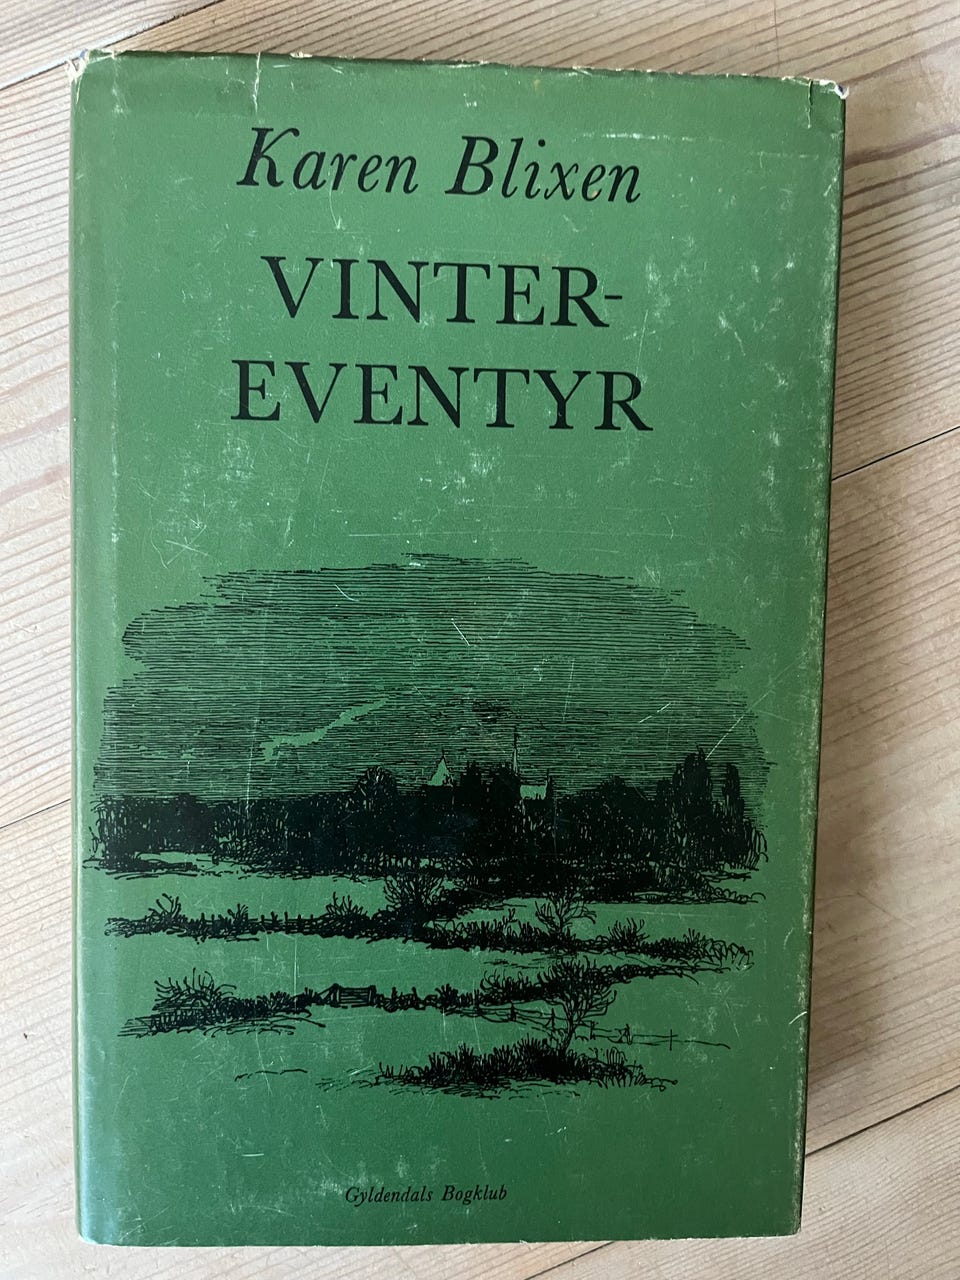 Karen Blixen
VINTER-
EVENTYR
Gyldendals Bogklub